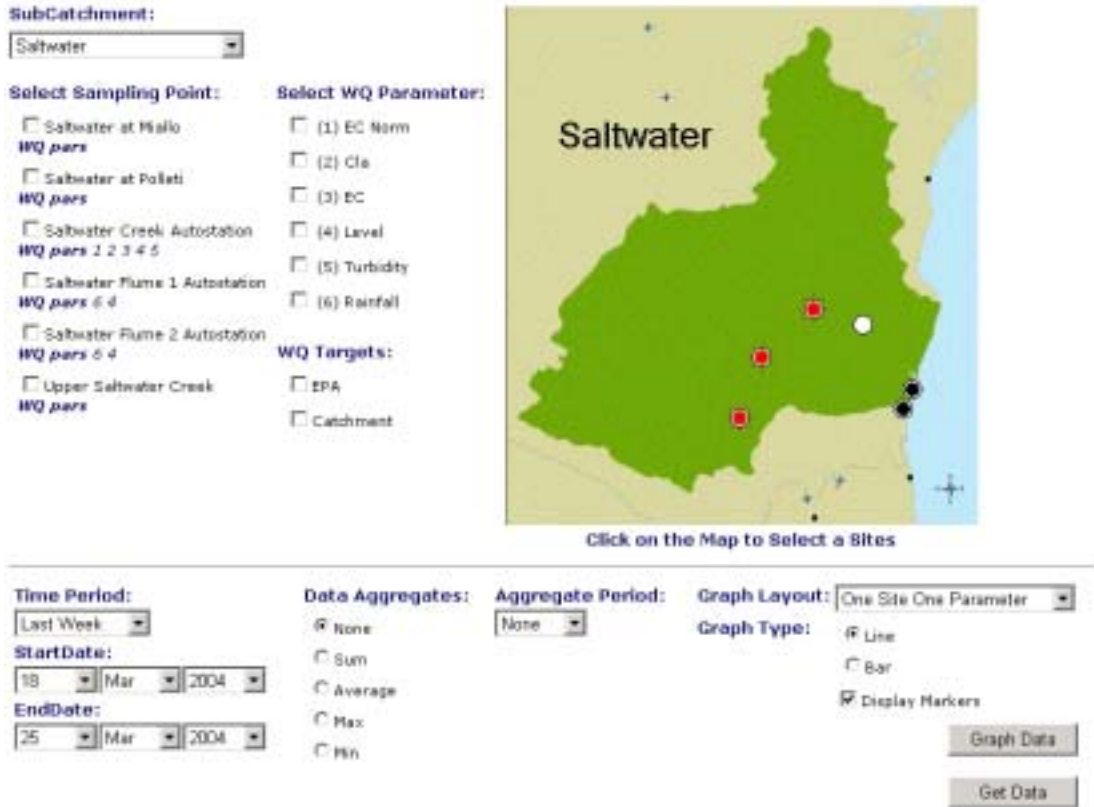 SubCatchment:
Saltwater
Select Sampling Point:
Saltwater at Miallo
WQ pars
Saltwater at Polleti
WQ pars
Saltwater Creek Autostation
WQ pars 1 2 3 4 5
Saltwater Flume 1 Autostation
WQ pars 6 4
Saltwater Flume 2 Autostation
WQ pars 6 4
Upper Saltwater Creek
WQ pars
Select WQ Parameter:
(1) EC Norm
(2) Cla
(3) EC
(4) Level
(5) Turbidity
(6) Rainfall
WQ Targets:
EPA
Catchment
Saltwater
Click on the Map to Select a Sites
Time Period:
Last Week
StartDate:
18 Mar 2004
EndDate:
25 Mar 2004
Data Aggregates:
None
Sum
Average
Max
Min
Aggregate Period:
None
Graph Layout: One Site One Parameter
Graph Type:
Line
Bar
Display Markers
Graph Data
Get Data